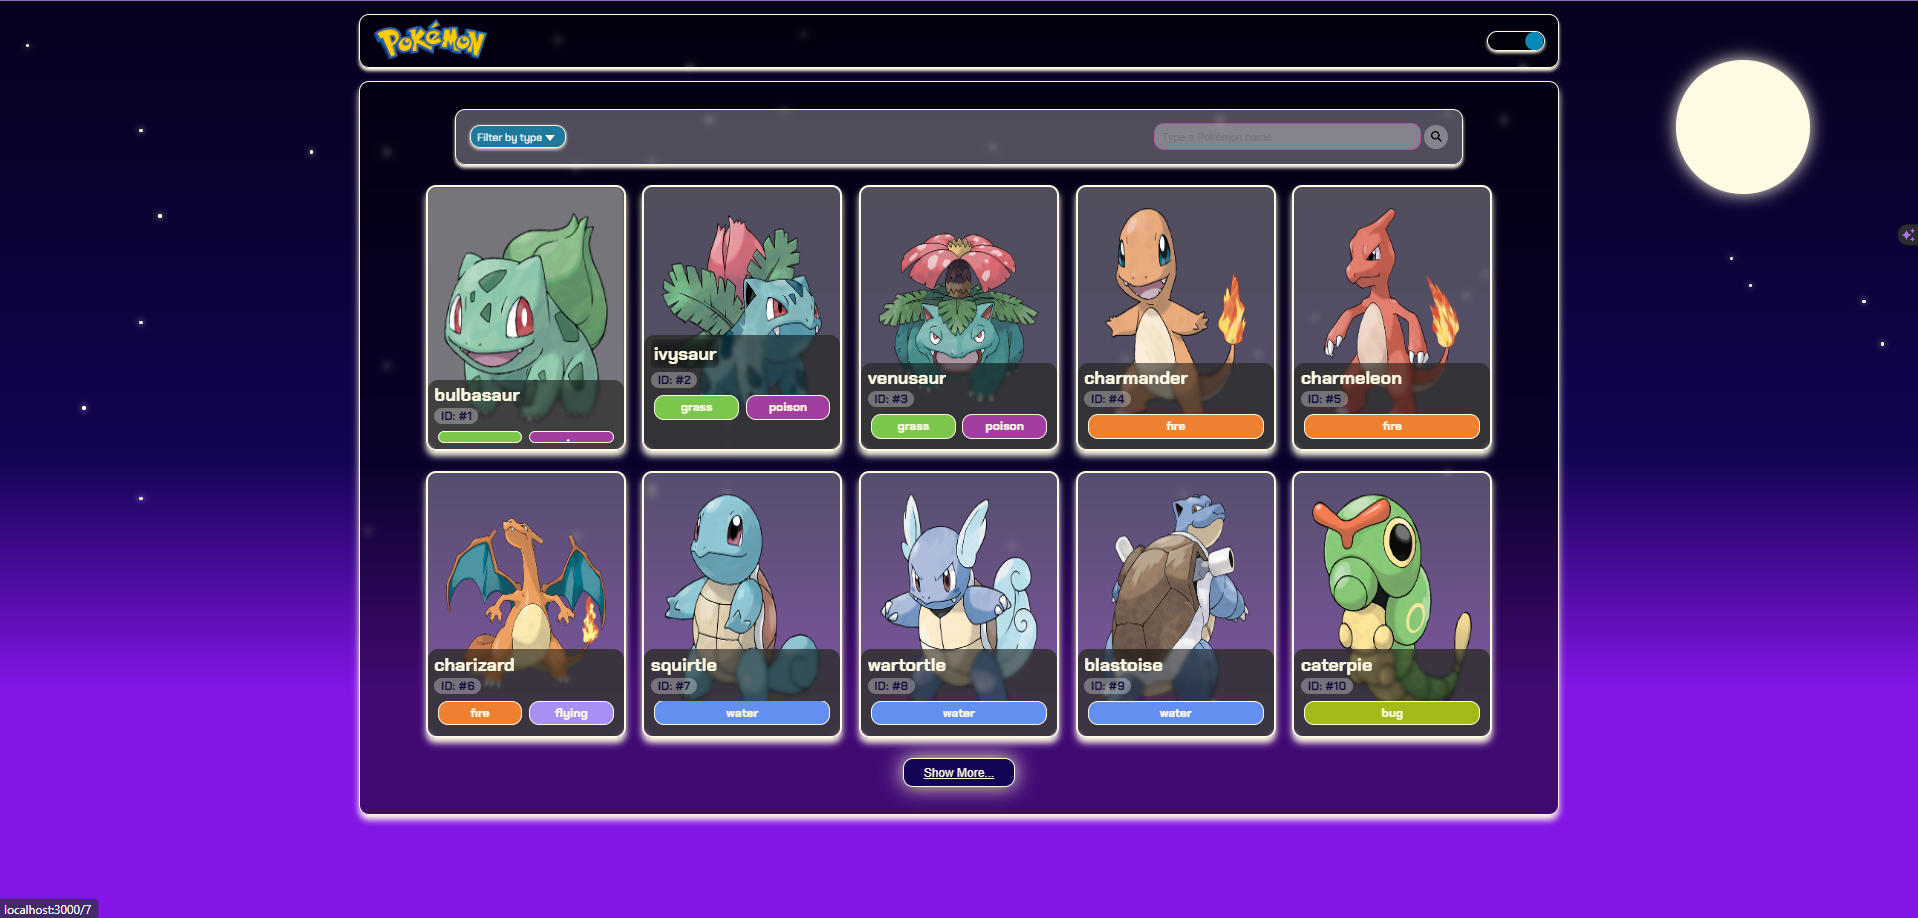 POKéMON
Filter by type
Type a Pokémon name
bulbasaur
ID: #1
ivysaur
ID: #2
grass poison
venusaur
ID: #3
grass poison
charmander
ID: #4
fire
charmeleon
ID: #5
fire
charizard
ID: #6
fire flying
squirtle
ID: #7
water
wartortle
ID: #8
water
blastoise
ID: #9
water
caterpie
ID: #10
bug
Show More...
localhost:3000/7